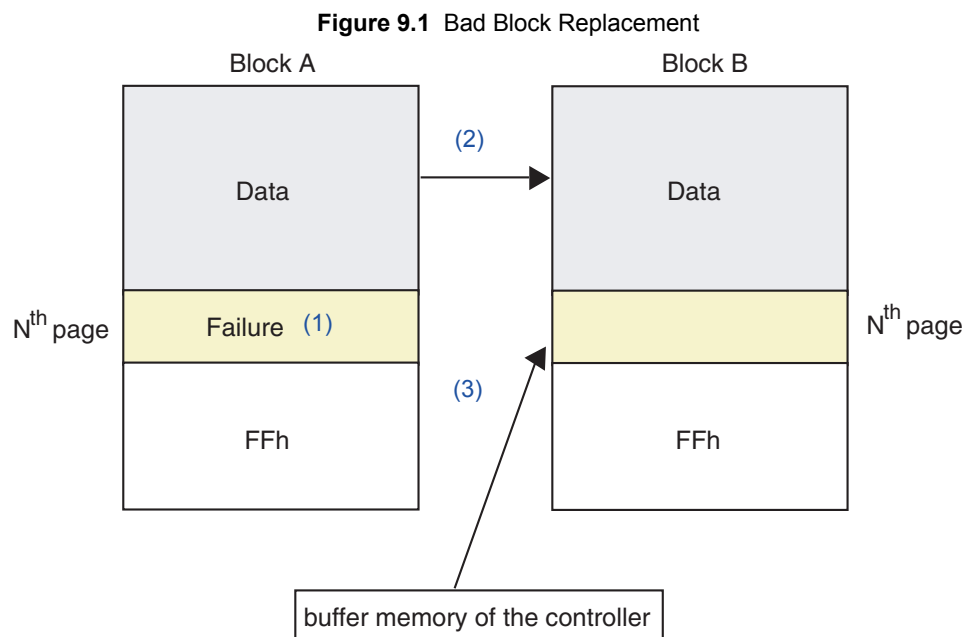 Figure 9.1 Bad Block Replacement
Block A
Block B
(2)
Data
Data
Nth page
Failure (1)
Nth page
(3)
FFh
FFh
buffer memory of the controller